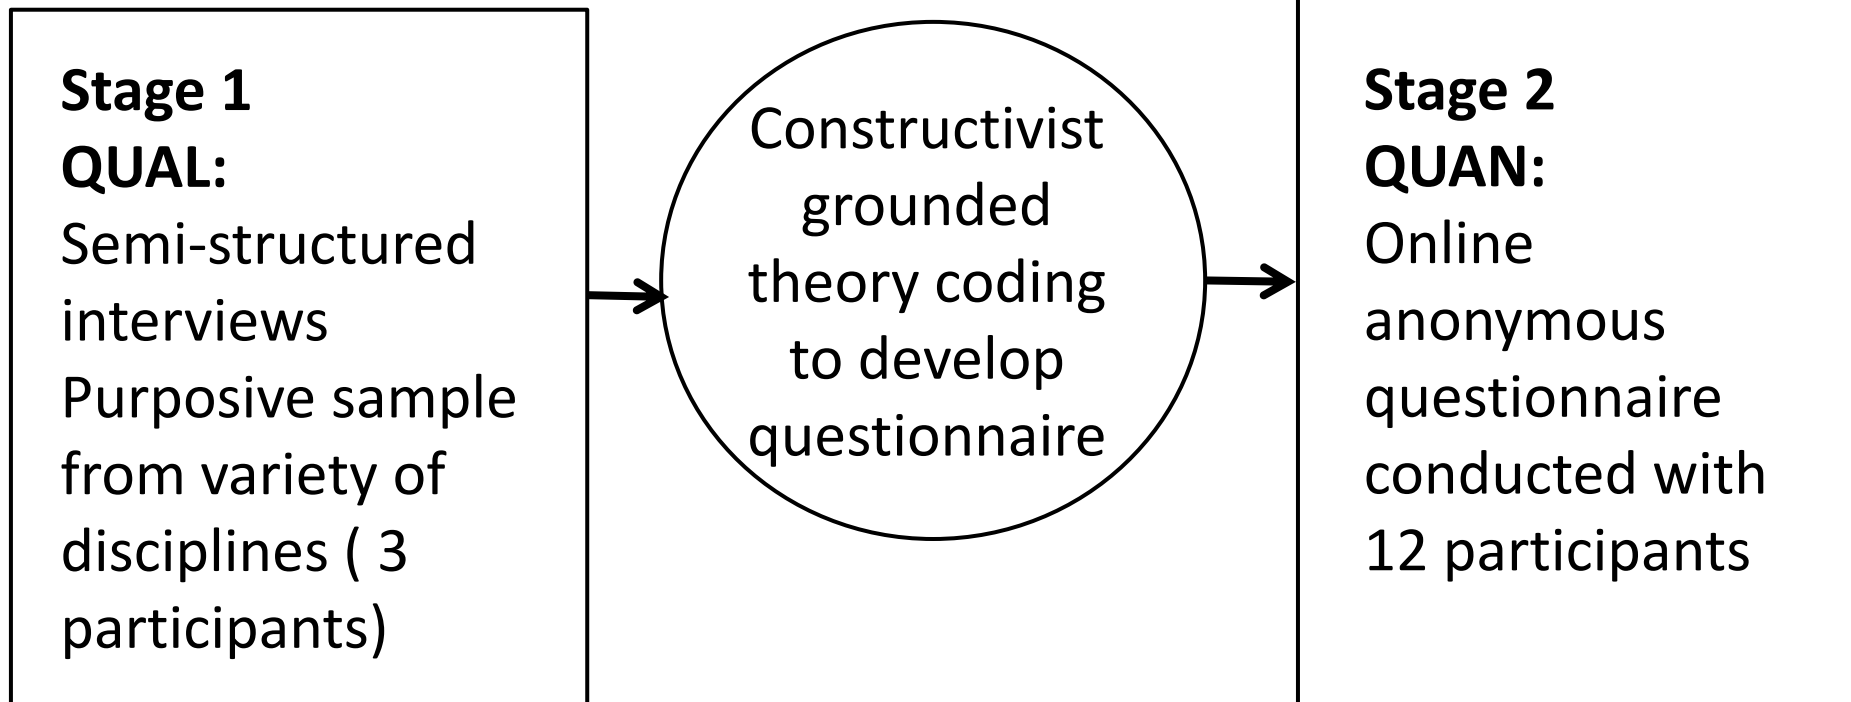 Stage 1
QUAL:
Semi-structured
interviews
Purposive sample
from variety of
disciplines ( 3
participants)
Constructivist
grounded
theory coding
to develop
questionnaire
Stage 2
QUAN:
Online
anonymous
questionnaire
conducted with
12 participants